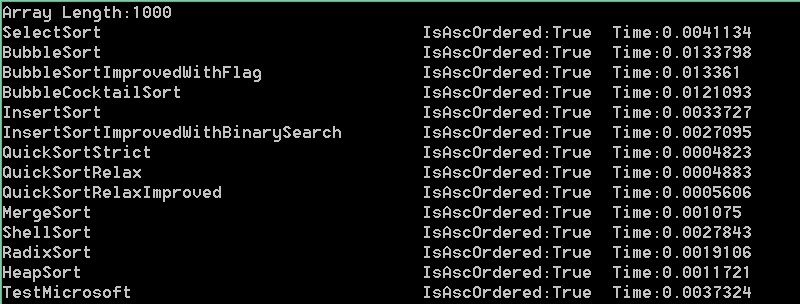 Array Length:1000
SelectSort IsAscOrdered:True Time:0.0041134
BubbleSort IsAscOrdered:True Time:0.0133798
BubbleSortImprovedWithFlag IsAscOrdered:True Time:0.013361
BubbleCocktailSort IsAscOrdered:True Time:0.0121093
InsertSort IsAscOrdered:True Time:0.0033727
InsertSortImprovedWithBinarySearch IsAscOrdered:True Time:0.0027095
QuickSortStrict IsAscOrdered:True Time:0.0004823
QuickSortRelax IsAscOrdered:True Time:0.0004883
QuickSortRelaxImproved IsAscOrdered:True Time:0.0005606
MergeSort IsAscOrdered:True Time:0.001075
ShellSort IsAscOrdered:True Time:0.0027843
RadixSort IsAscOrdered:True Time:0.0019106
HeapSort IsAscOrdered:True Time:0.0011721
TestMicrosoft IsAscOrdered:True Time:0.0037324